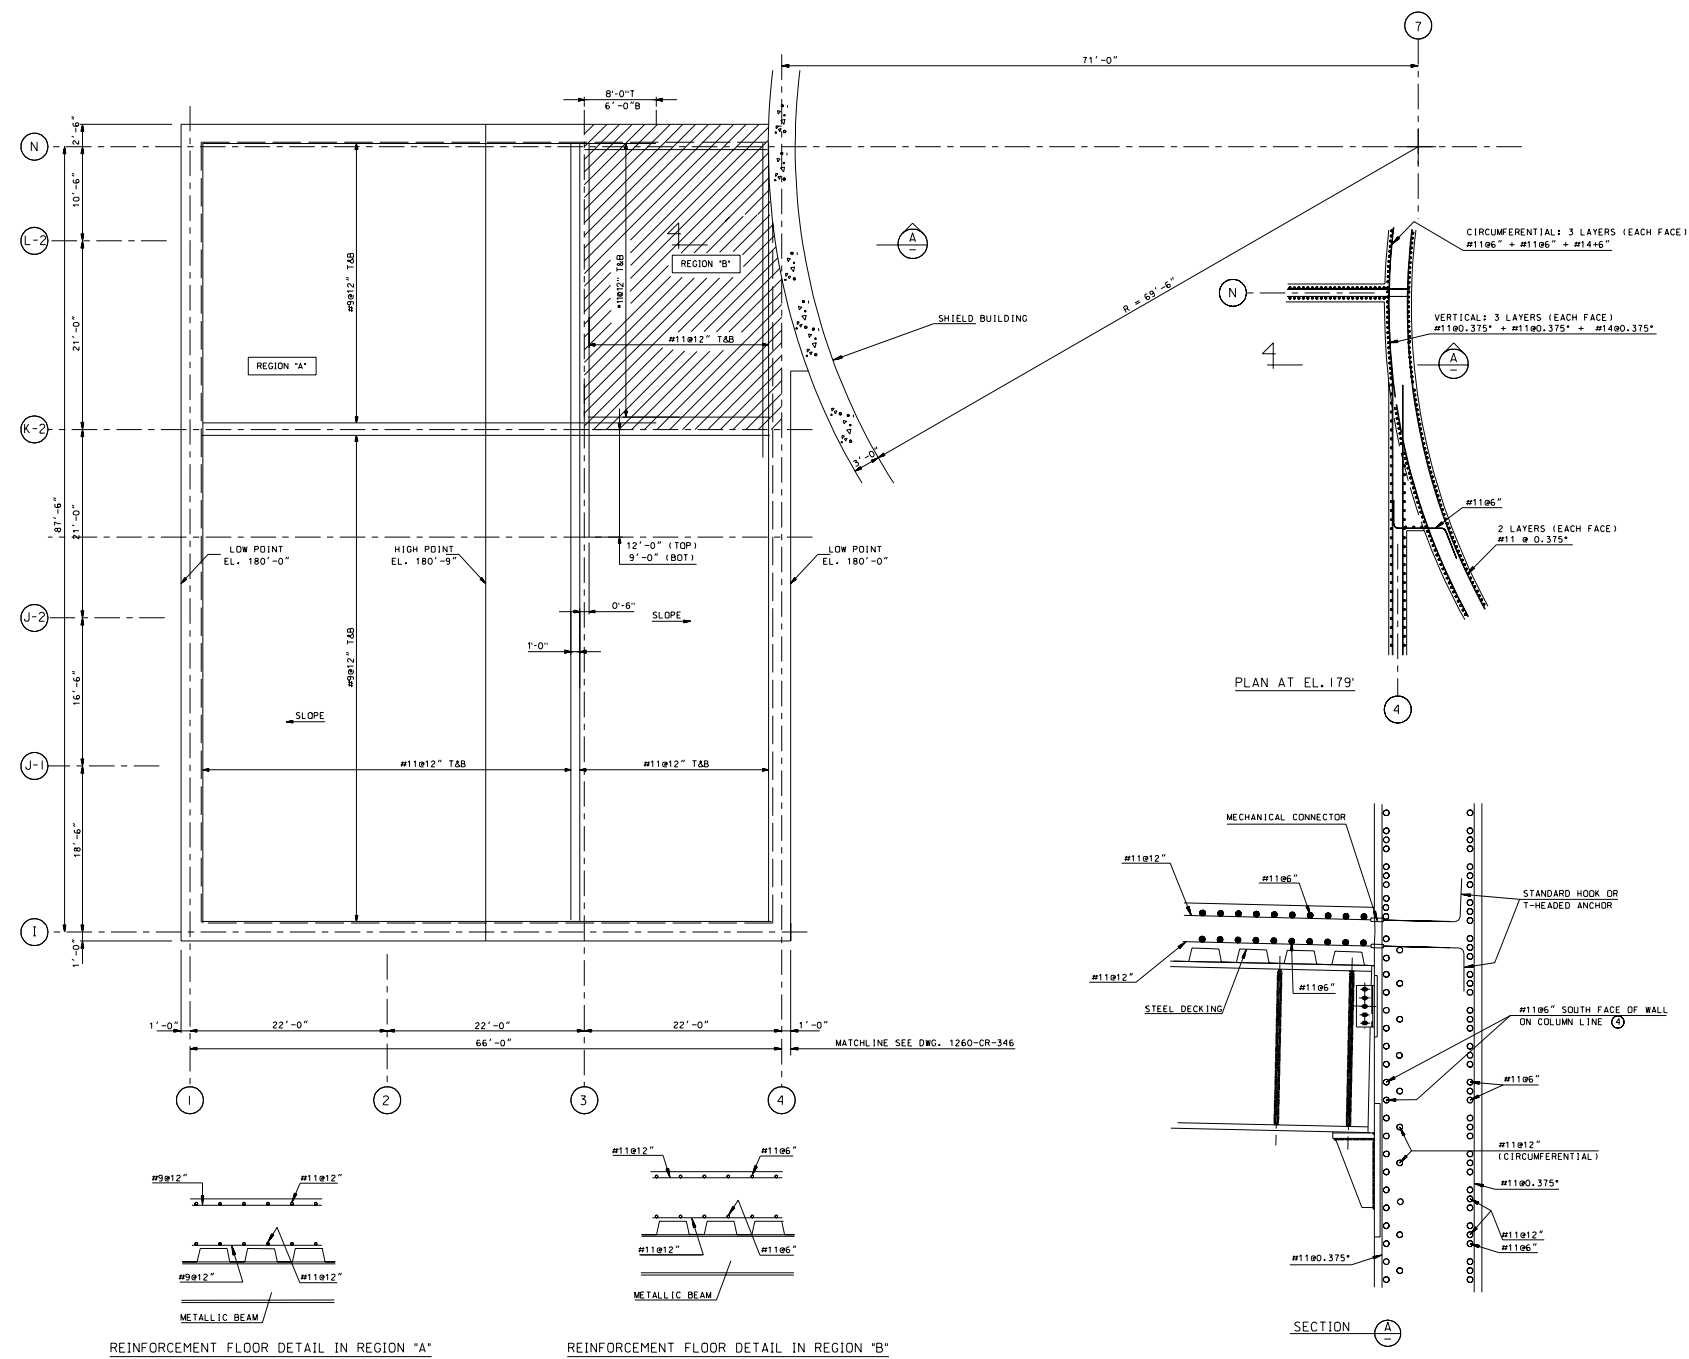 7
71'-0"
8'-0"T
6'-0"B
2'-6"
N
10'-6"
L-2
21'-0"
K-2
87'-6"
21'-0"
J-2
16'-6"
J-1
18'-6"
I
1'-0"
#9@12" T&B
#11@12" T&B
REGION "B"
#11@12" T&B
REGION "A"
A
SHIELD BUILDING
R = 69'-6"
3'-0"
LOW POINT
EL. 180'-0"
HIGH POINT
EL. 180'-9"
12'-0" (TOP)
9'-0" (BOT)
LOW POINT
EL. 180'-0"
0'-6"
SLOPE
1'-0"
#9@12" T&B
SLOPE
#11@12" T&B
#11@12" T&B
1'-0"
22'-0"
22'-0"
22'-0"
1'-0"
66'-0"
MATCHLINE SEE DWG. 1260-CR-346
1
2
3
4
CIRCUMFERENTIAL: 3 LAYERS (EACH FACE)
#11@6" + #11@6" + #14+6"
N
VERTICAL: 3 LAYERS (EACH FACE)
#11@0.375° + #11@0.375° + #14@0.375°
A
#11@6"
2 LAYERS (EACH FACE)
#11 @ 0.375°
PLAN AT EL.179'
4
MECHANICAL CONNECTOR
#11@12"
#11@6"
STANDARD HOOK OR
T-HEADED ANCHOR
#11@12"
#11@6"
STEEL DECKING
#11@6" SOUTH FACE OF WALL
ON COLUMN LINE 4
#11@6"
#11@12"
(CIRCUMFERENTIAL)
#11@0.375°
#11@12"
#11@6"
#11@0.375°
SECTION A
#9@12"
#11@12"
#9@12"
#11@12"
METALLIC BEAM
REINFORCEMENT FLOOR DETAIL IN REGION "A"
#11@12"
#11@6"
#11@12"
#11@6"
METALLIC BEAM
REINFORCEMENT FLOOR DETAIL IN REGION "B"